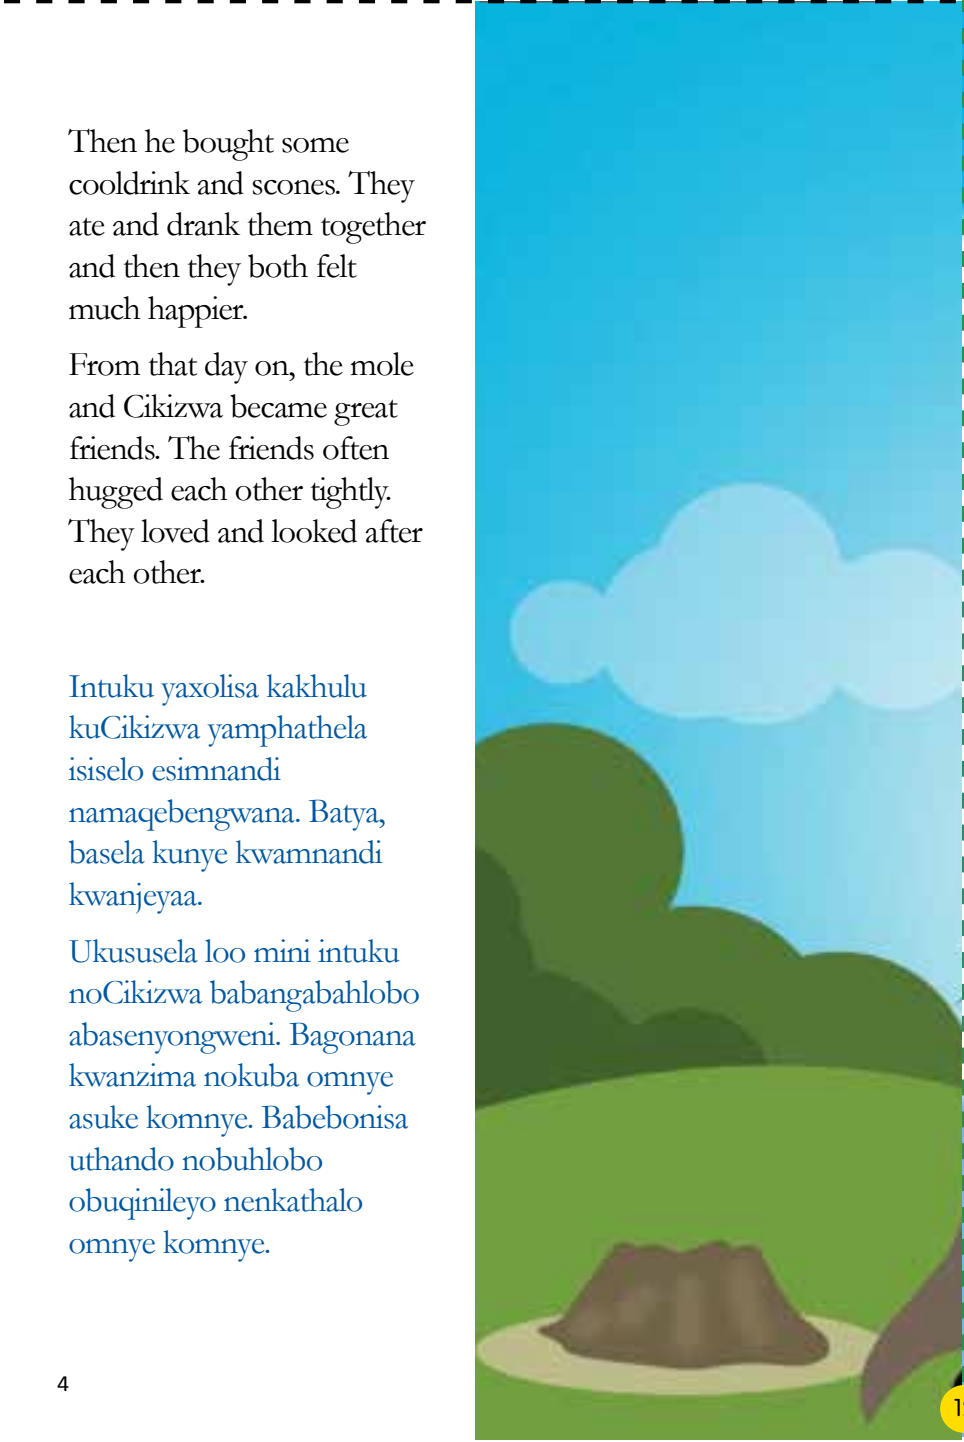 Then he bought some
cooldrink and scones. They
ate and drank them together
and then they both felt
much happier.
From that day on, the mole
and Cikizwa became great
friends. The friends often
hugged each other tightly.
They loved and looked after
each other.
Intuku yaxolisa kakhulu
kuCikizwa yamphathela
isiselo esimnandi
namaqebengwana. Batya,
basela kunye kwamnandi
kwanjeyaa.
Ukususela loo mini intuku
noCikizwa babangabahlobo
abasenyongweni. Bagonana
kwanzima nokuba omnye
asuke komnye. Babebonisa
uthando nobuhlobo
obuqinileyo nenkathalo
omnye komnye.
4